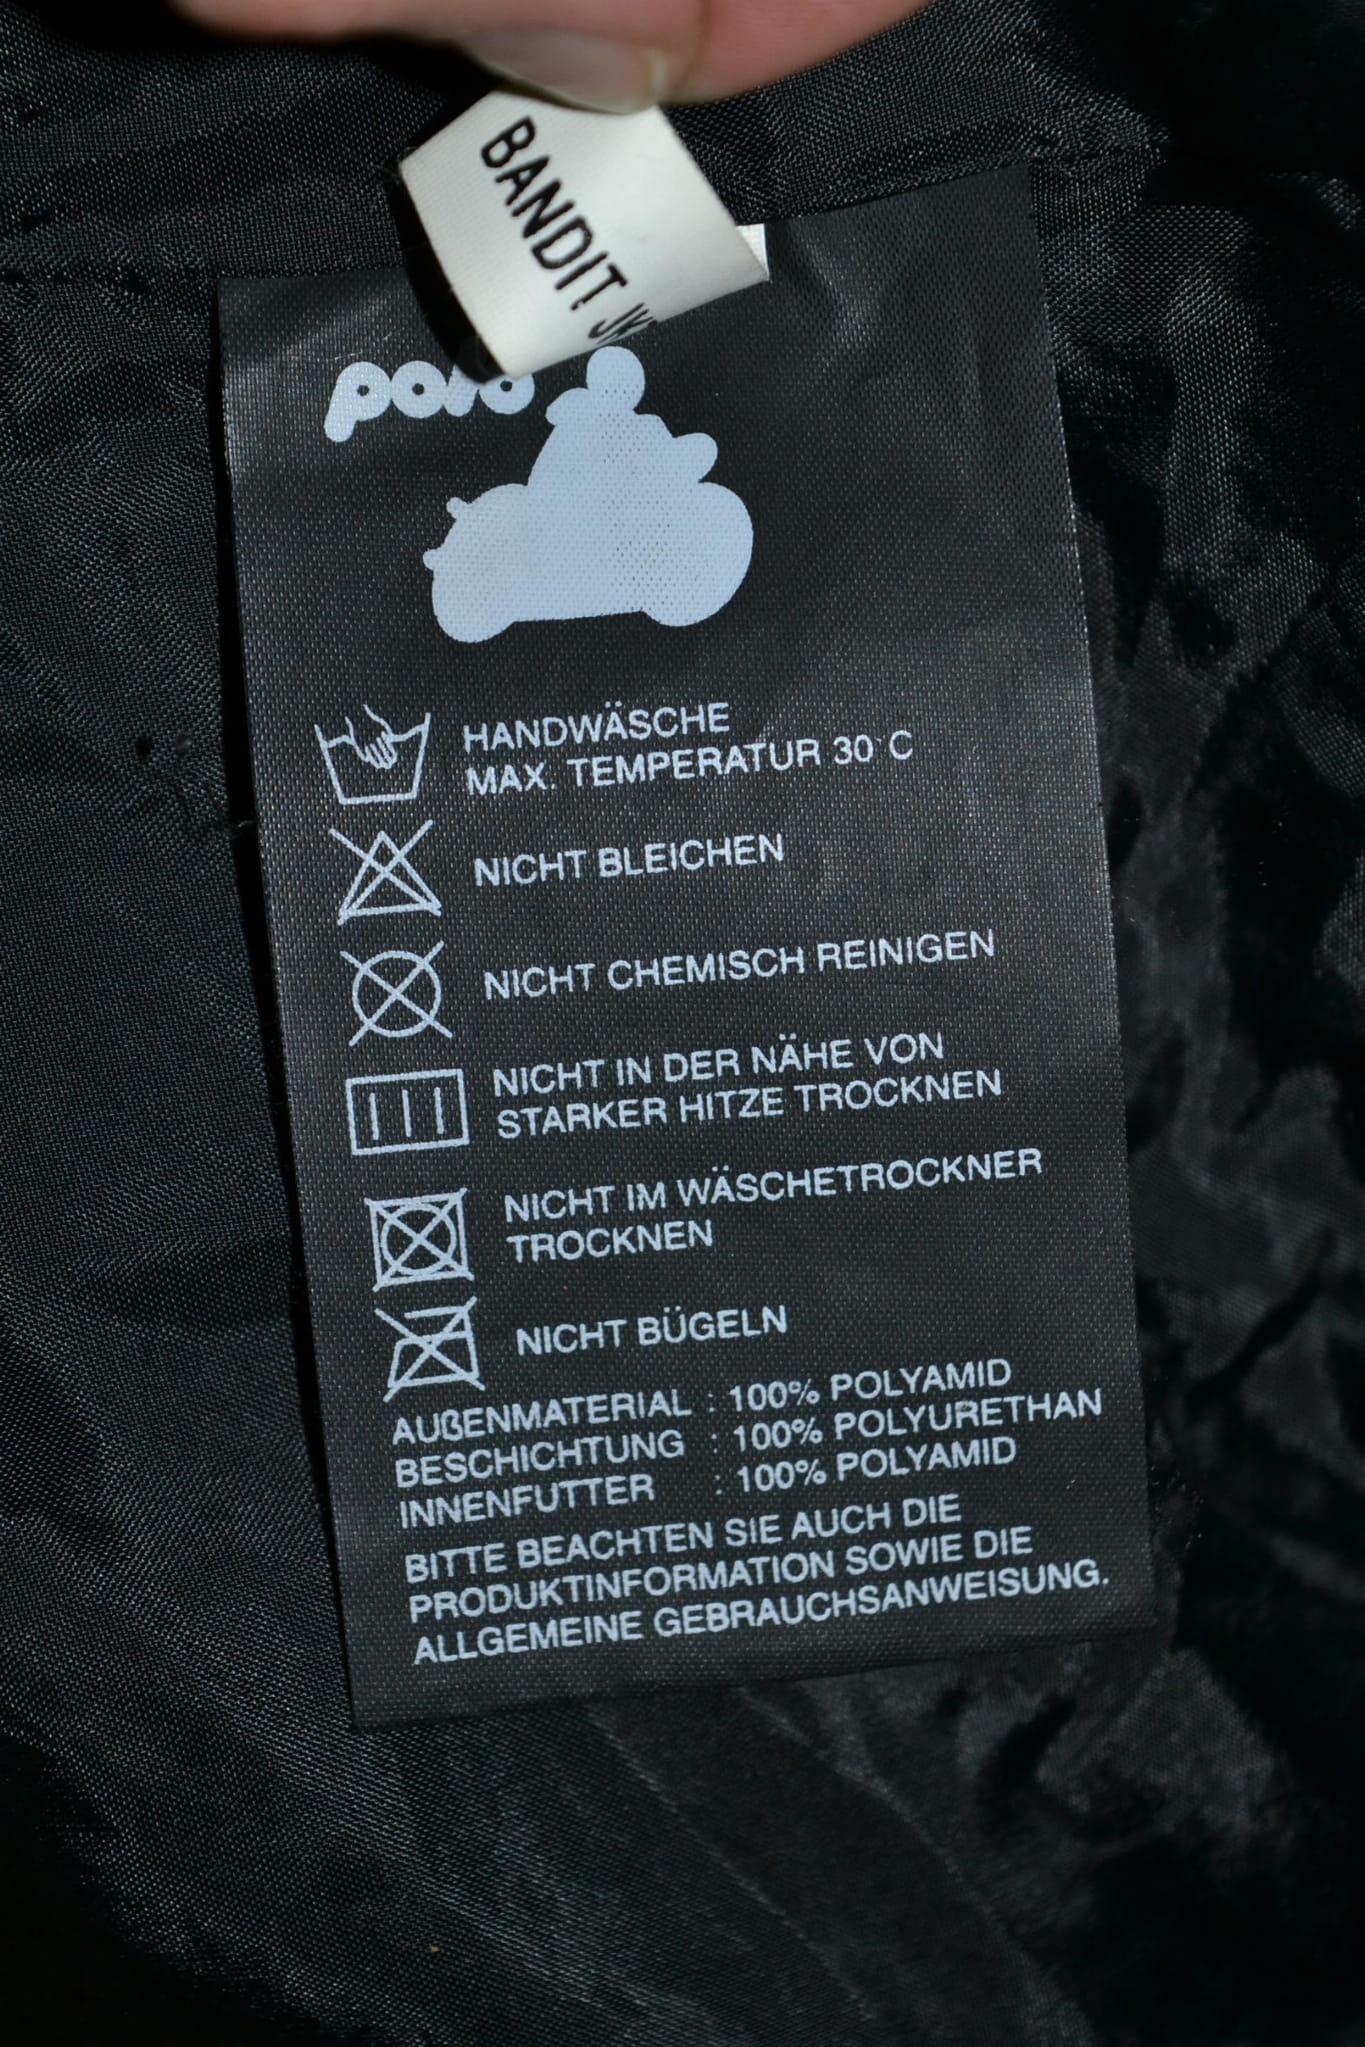 BANDIT
polo
HANDWÄSCHE
MAX. TEMPERATUR 30°C
NICHT BLEICHEN
NICHT CHEMISCH REINIGEN
NICHT IN DER NÄHE VON
STARKER HITZE TROCKNEN
NICHT IM WÄSCHETROCKNER
TROCKNEN
NICHT BÜGELN
AUßENMATERIAL : 100% POLYAMID
BESCHICHTUNG : 100% POLYURETHAN
INNENFUTTER : 100% POLYAMID
BITTE BEACHTEN SIE AUCH DIE
PRODUKTINFORMATION SOWIE DIE
ALLGEMEINE GEBRAUCHSANWEISUNG.